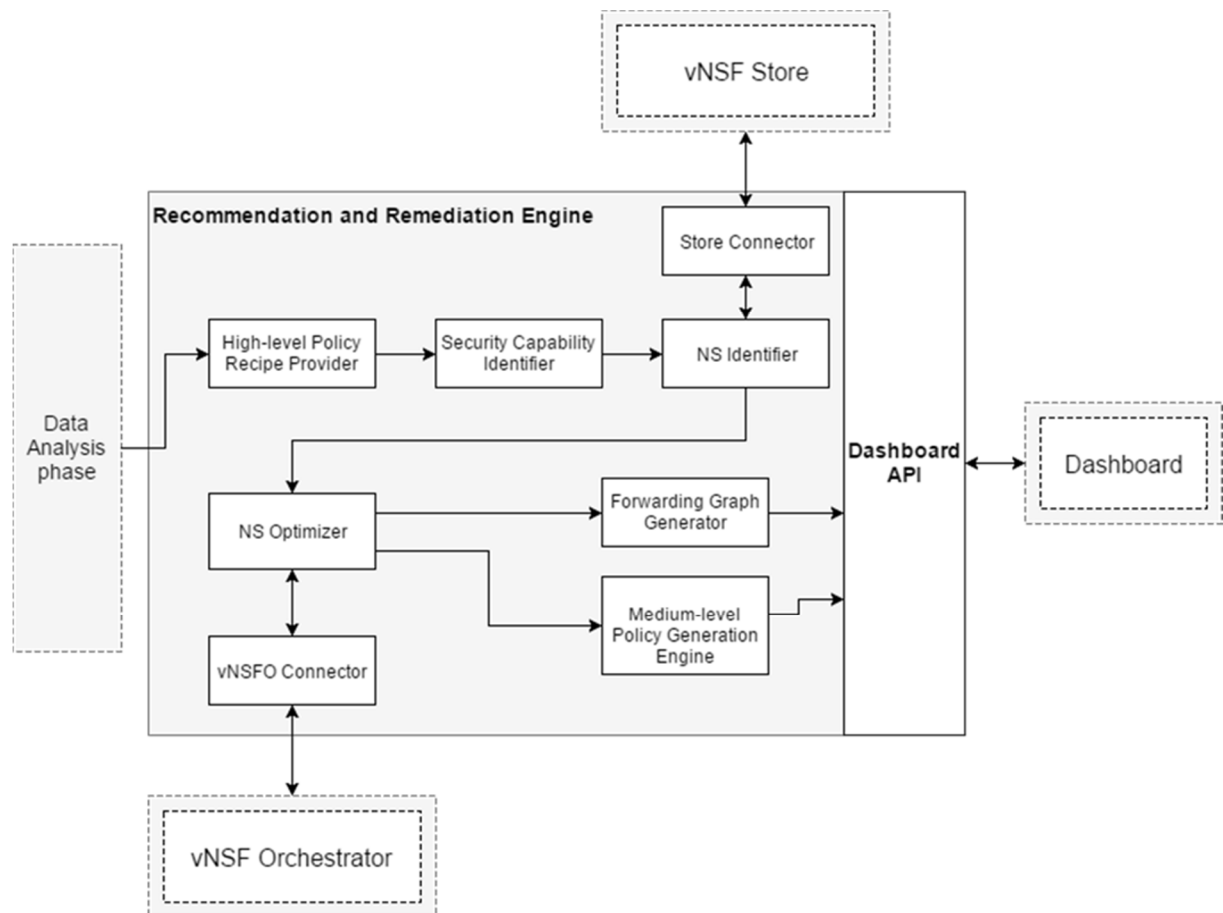 vNSF Store
Recommendation and Remediation Engine
Store Connector
High-level Policy
Recipe Provider
Security Capability
Identifier
NS Identifier
Data
Analysis
phase
Dashboard
API
Dashboard
NS Optimizer
Forwarding Graph
Generator
Medium-level
Policy Generation
Engine
vNSFO Connector
vNSF Orchestrator